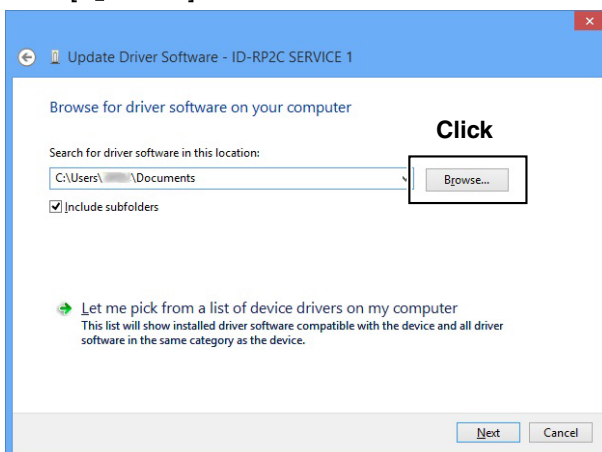 Update Driver Software - ID-RP2C SERVICE 1
Browse for driver software on your computer
Click
Search for driver software in this location:
C:\Users\ \Documents
Browse...
Include subfolders
Let me pick from a list of device drivers on my computer
This list will show installed driver software compatible with the device and all driver
software in the same category as the device.
Next Cancel